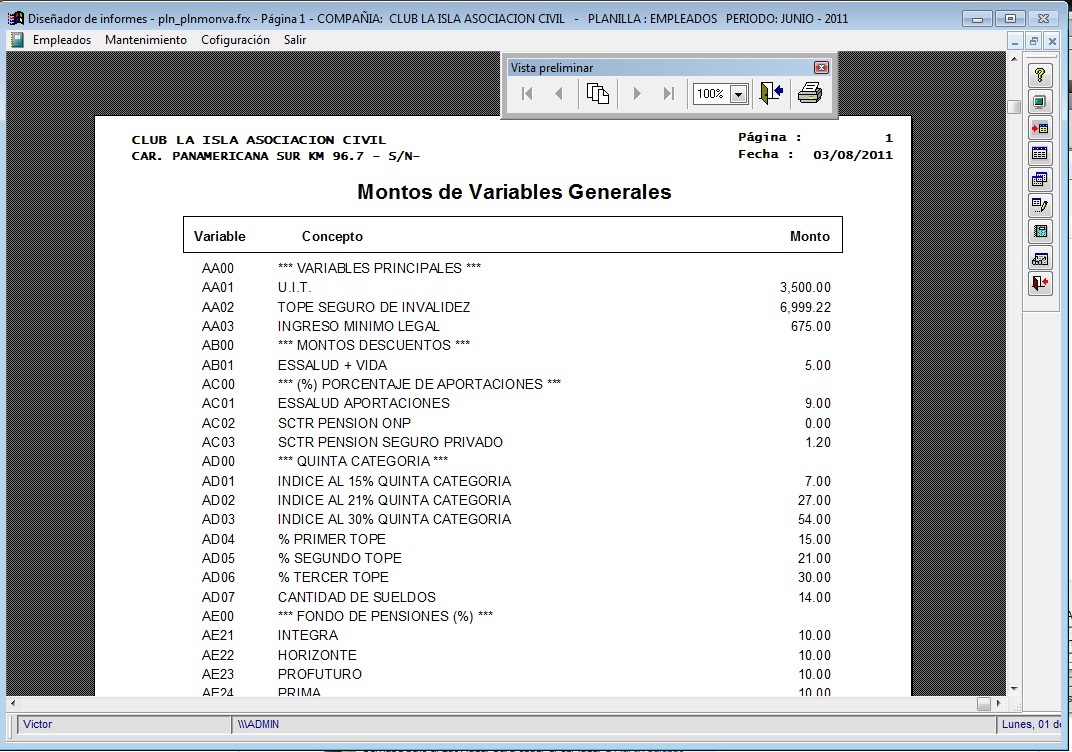 Diseñador de informes - pln_plnmonva.frx - Página 1 - COMPAÑIA: CLUB LA ISLA ASOCIACION CIVIL - PLANILLA : EMPLEADOS PERIODO: JUNIO - 2011
Empleados Mantenimiento Cofiguración Salir
Vista preliminar
100%
CLUB LA ISLA ASOCIACION CIVIL Página : 1
CAR. PANAMERICANA SUR KM 96.7 - S/N- Fecha : 03/08/2011
Montos de Variables Generales
Variable Concepto Monto
AA00 *** VARIABLES PRINCIPALES ***
AA01 U.I.T. 3,500.00
AA02 TOPE SEGURO DE INVALIDEZ 6,999.22
AA03 INGRESO MINIMO LEGAL 675.00
AB00 *** MONTOS DESCUENTOS ***
AB01 ESSALUD + VIDA 5.00
AC00 *** (%) PORCENTAJE DE APORTACIONES ***
AC01 ESSALUD APORTACIONES 9.00
AC02 SCTR PENSION ONP 0.00
AC03 SCTR PENSION SEGURO PRIVADO 1.20
AD00 *** QUINTA CATEGORIA ***
AD01 INDICE AL 15% QUINTA CATEGORIA 7.00
AD02 INDICE AL 21% QUINTA CATEGORIA 27.00
AD03 INDICE AL 30% QUINTA CATEGORIA 54.00
AD04 % PRIMER TOPE 15.00
AD05 % SEGUNDO TOPE 21.00
AD06 % TERCER TOPE 30.00
AD07 CANTIDAD DE SUELDOS 14.00
AE00 *** FONDO DE PENSIONES (%) ***
AE21 INTEGRA 10.00
AE22 HORIZONTE 10.00
AE23 PROFUTURO 10.00
AE24 PRIMA 10.00
Victor \\\ADMIN Lunes, 01 de